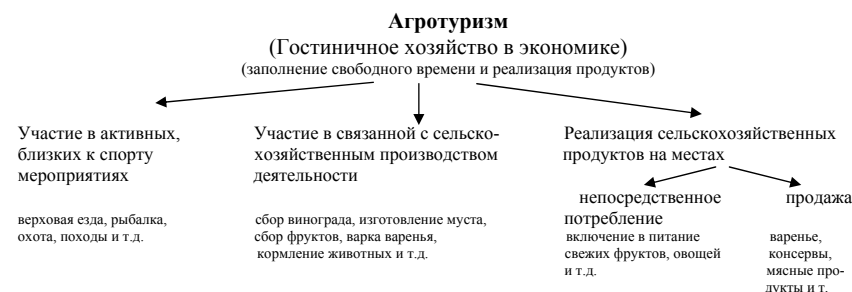 Агротуризм
(Гостиничное хозяйство в экономике)
(заполнение свободного времени и реализация продуктов)
Участие в активных,
близких к спорту
мероприятиях
верховая езда, рыбалка,
охота, походы и т.д.
Участие в связанной с сельско-
хозяйственным производством
деятельности
сбор винограда, изготовление муста,
сбор фруктов, варка варенья,
кормление животных и т.д.
Реализация сельскохозяйственных
продуктов на местах
непосредственное
потребление
включение в питание
свежих фруктов, овощей
и т.д.
продажа
варенье,
консервы,
мясные про-
дукты и т.